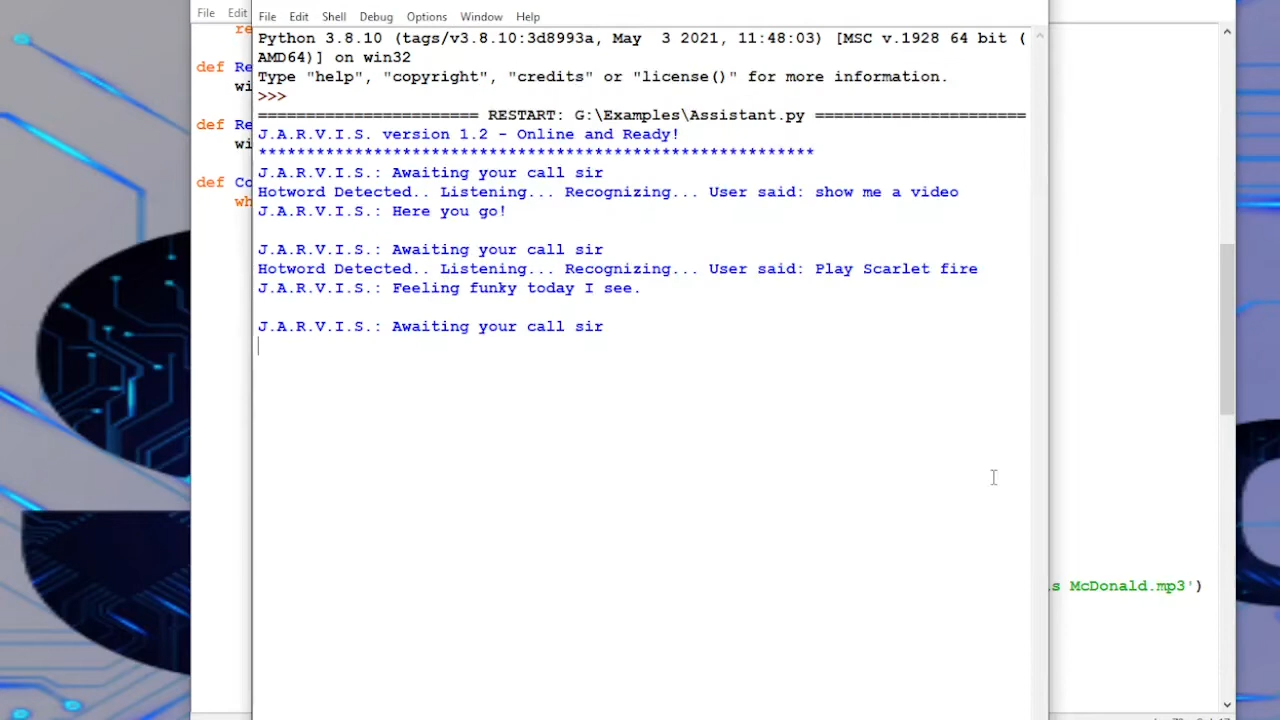 File Edit
File Edit Shell Debug Options Window Help
re
def Re
wi
def Re
wi
def Co
wh
Python 3.8.10 (tags/v3.8.10:3d8993a, May  3 2021, 11:48:03) [MSC v.1928 64 bit (
AMD64)] on win32
Type "help", "copyright", "credits" or "license()" for more information.
>>>
======================= RESTART: G:\Examples\Assistant.py ======================
J.A.R.V.I.S. version 1.2 - Online and Ready!
**********************************************************
J.A.R.V.I.S.: Awaiting your call sir
Hotword Detected.. Listening... Recognizing... User said: show me a video
J.A.R.V.I.S.: Here you go!
J.A.R.V.I.S.: Awaiting your call sir
Hotword Detected.. Listening... Recognizing... User said: Play Scarlet fire
J.A.R.V.I.S.: Feeling funky today I see.
J.A.R.V.I.S.: Awaiting your call sir
s McDonald.mp3')